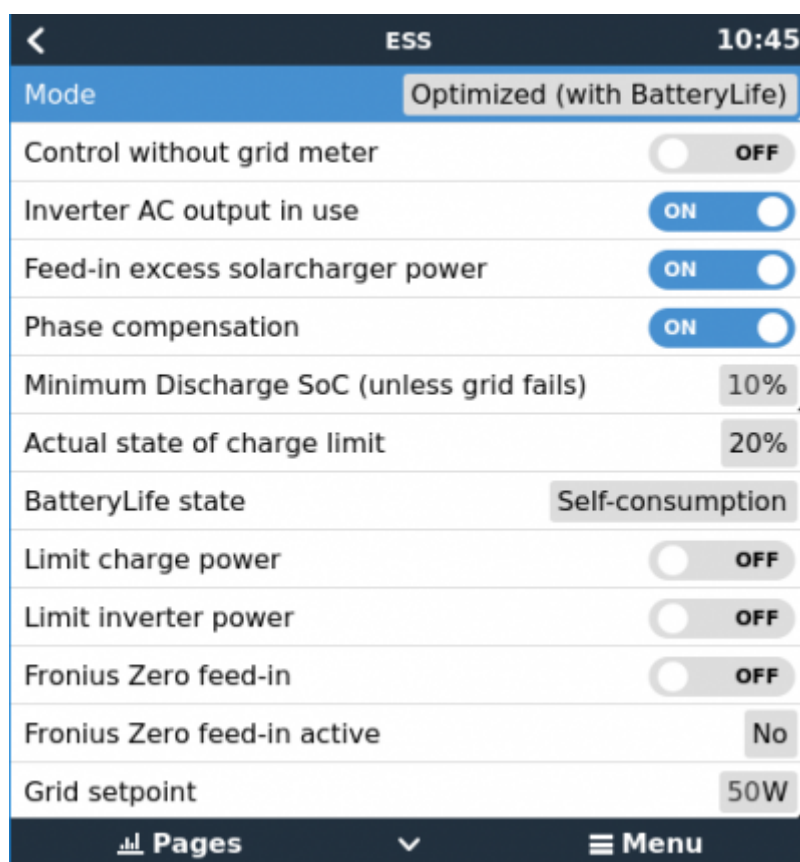 ESS 10:45
Mode Optimized (with BatteryLife)
Control without grid meter OFF
Inverter AC output in use ON
Feed-in excess solarcharger power ON
Phase compensation ON
Minimum Discharge SoC (unless grid fails) 10%
Actual state of charge limit 20%
BatteryLife state Self-consumption
Limit charge power OFF
Limit inverter power OFF
Fronius Zero feed-in OFF
Fronius Zero feed-in active No
Grid setpoint 50W
Pages Menu